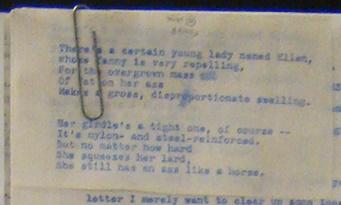 There's a certain young lady named Ellen,
whose fanny is very repelling,
For the overgrown mass
Of fat on her ass
Makes a gross, disproportionate swelling.
Her girdle's a tight one, of course --
It's nylon- and steel-reinforced.
But no matter how hard
She squeezes her lard,
She still has an ass like a horse.
letter I merely want to clear up some